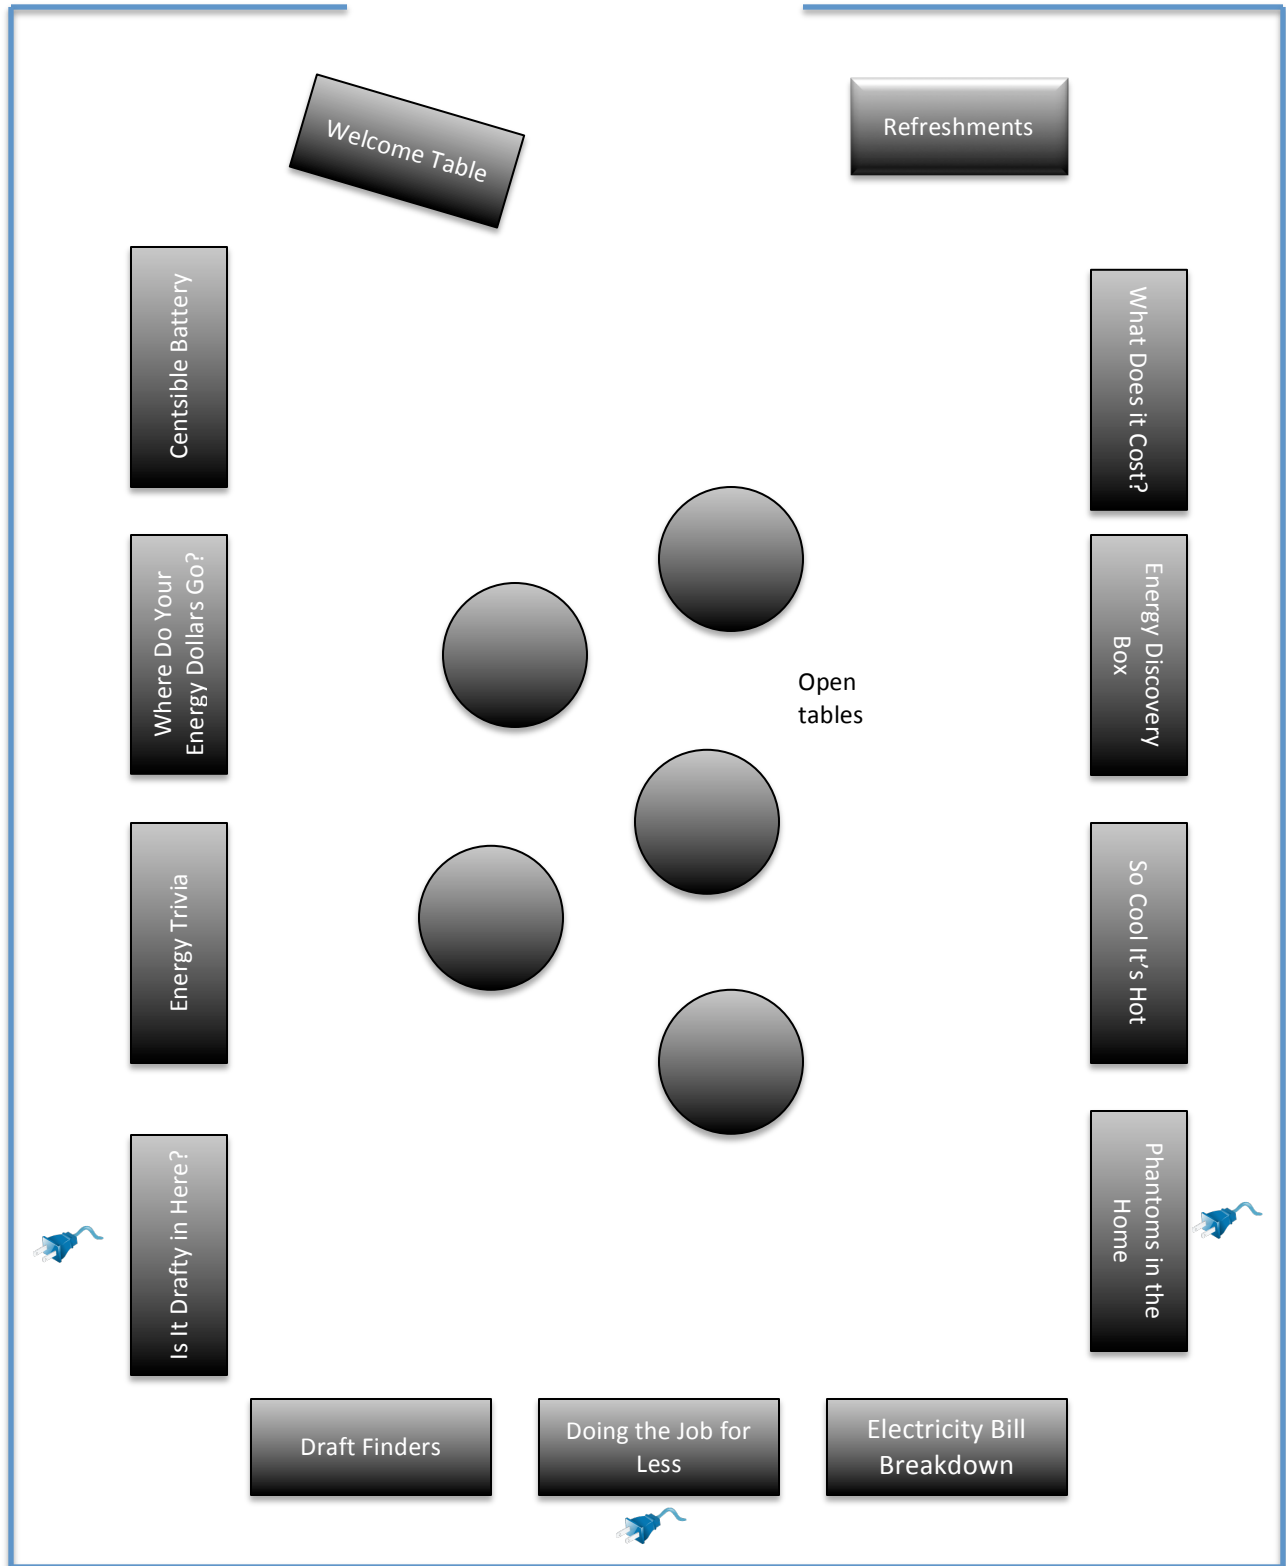 Welcome Table
Refreshments
Centsible Battery
What Does it Cost?
Where Do Your
Energy Dollars Go?
Energy Discovery
Box
Open
tables
Energy Trivia
So Cool It’s Hot
Is It Drafty in Here?
Phantoms in the
Home
Draft Finders
Doing the Job for
Less
Electricity Bill
Breakdown